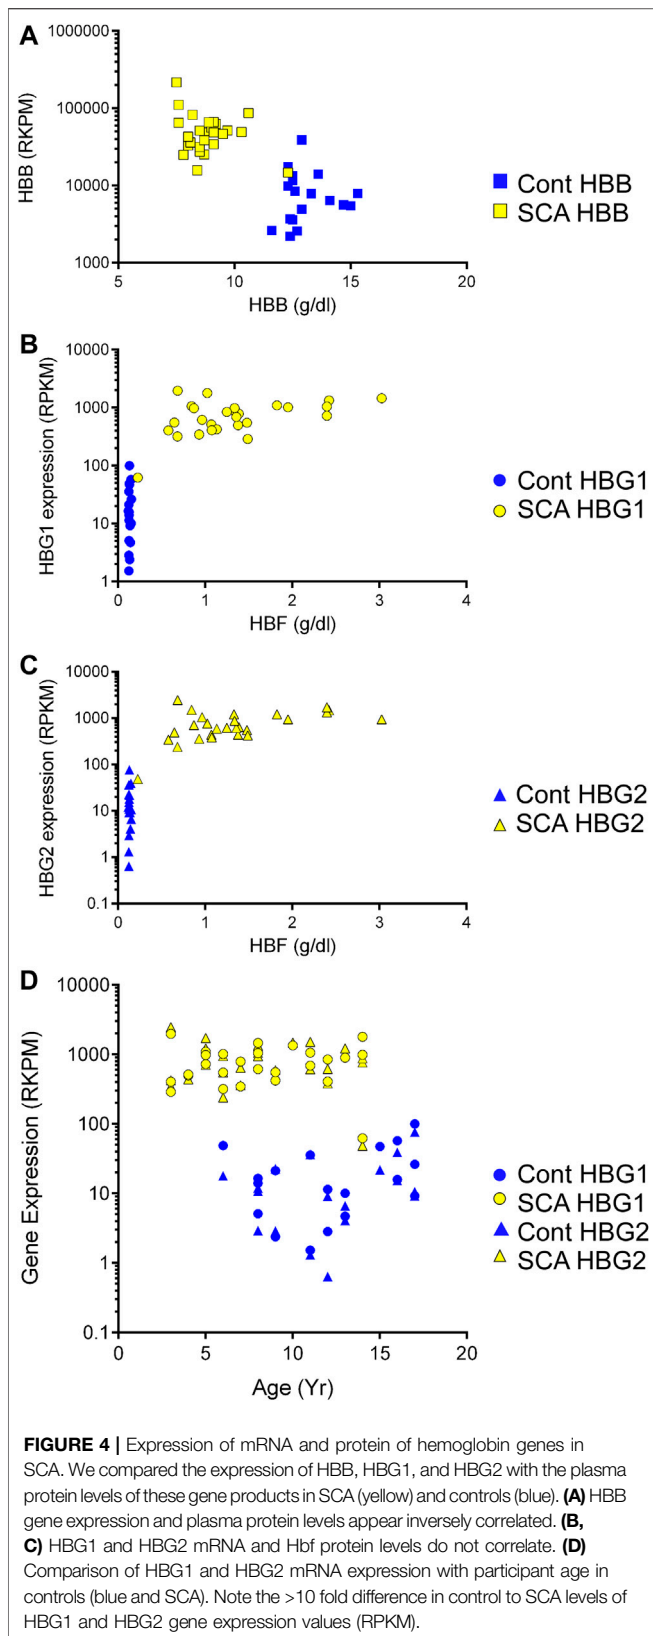 A
1000000
100000
10000
1000
HBB (RKPM)
5
10
15
20
HBB (g/dl)
Cont HBB
SCA HBB
B
10000
1000
100
10
1
HBG1 expression (RPKM)
0
1
2
3
4
HBF (g/dl)
Cont HBG1
SCA HBG1
C
10000
1000
100
10
1
0.1
HBG2 expression (RPKM)
0
1
2
3
4
HBF (g/dl)
Cont HBG2
SCA HBG2
D
10000
1000
100
10
1
0.1
Gene Expression (RKPM)
0
5
10
15
20
Age (Yr)
Cont HBG1
SCA HBG1
Cont HBG2
SCA HBG2
FIGURE 4 | Expression of mRNA and protein of hemoglobin genes in
SCA. We compared the expression of HBB, HBG1, and HBG2 with the plasma
protein levels of these gene products in SCA (yellow) and controls (blue). (A) HBB
gene expression and plasma protein levels appear inversely correlated. (B,
C) HBG1 and HBG2 mRNA and Hbf protein levels do not correlate. (D)
Comparison of HBG1 and HBG2 mRNA expression with participant age in
controls (blue and SCA). Note the >10 fold difference in control to SCA levels of
HBG1 and HBG2 gene expression values (RPKM).